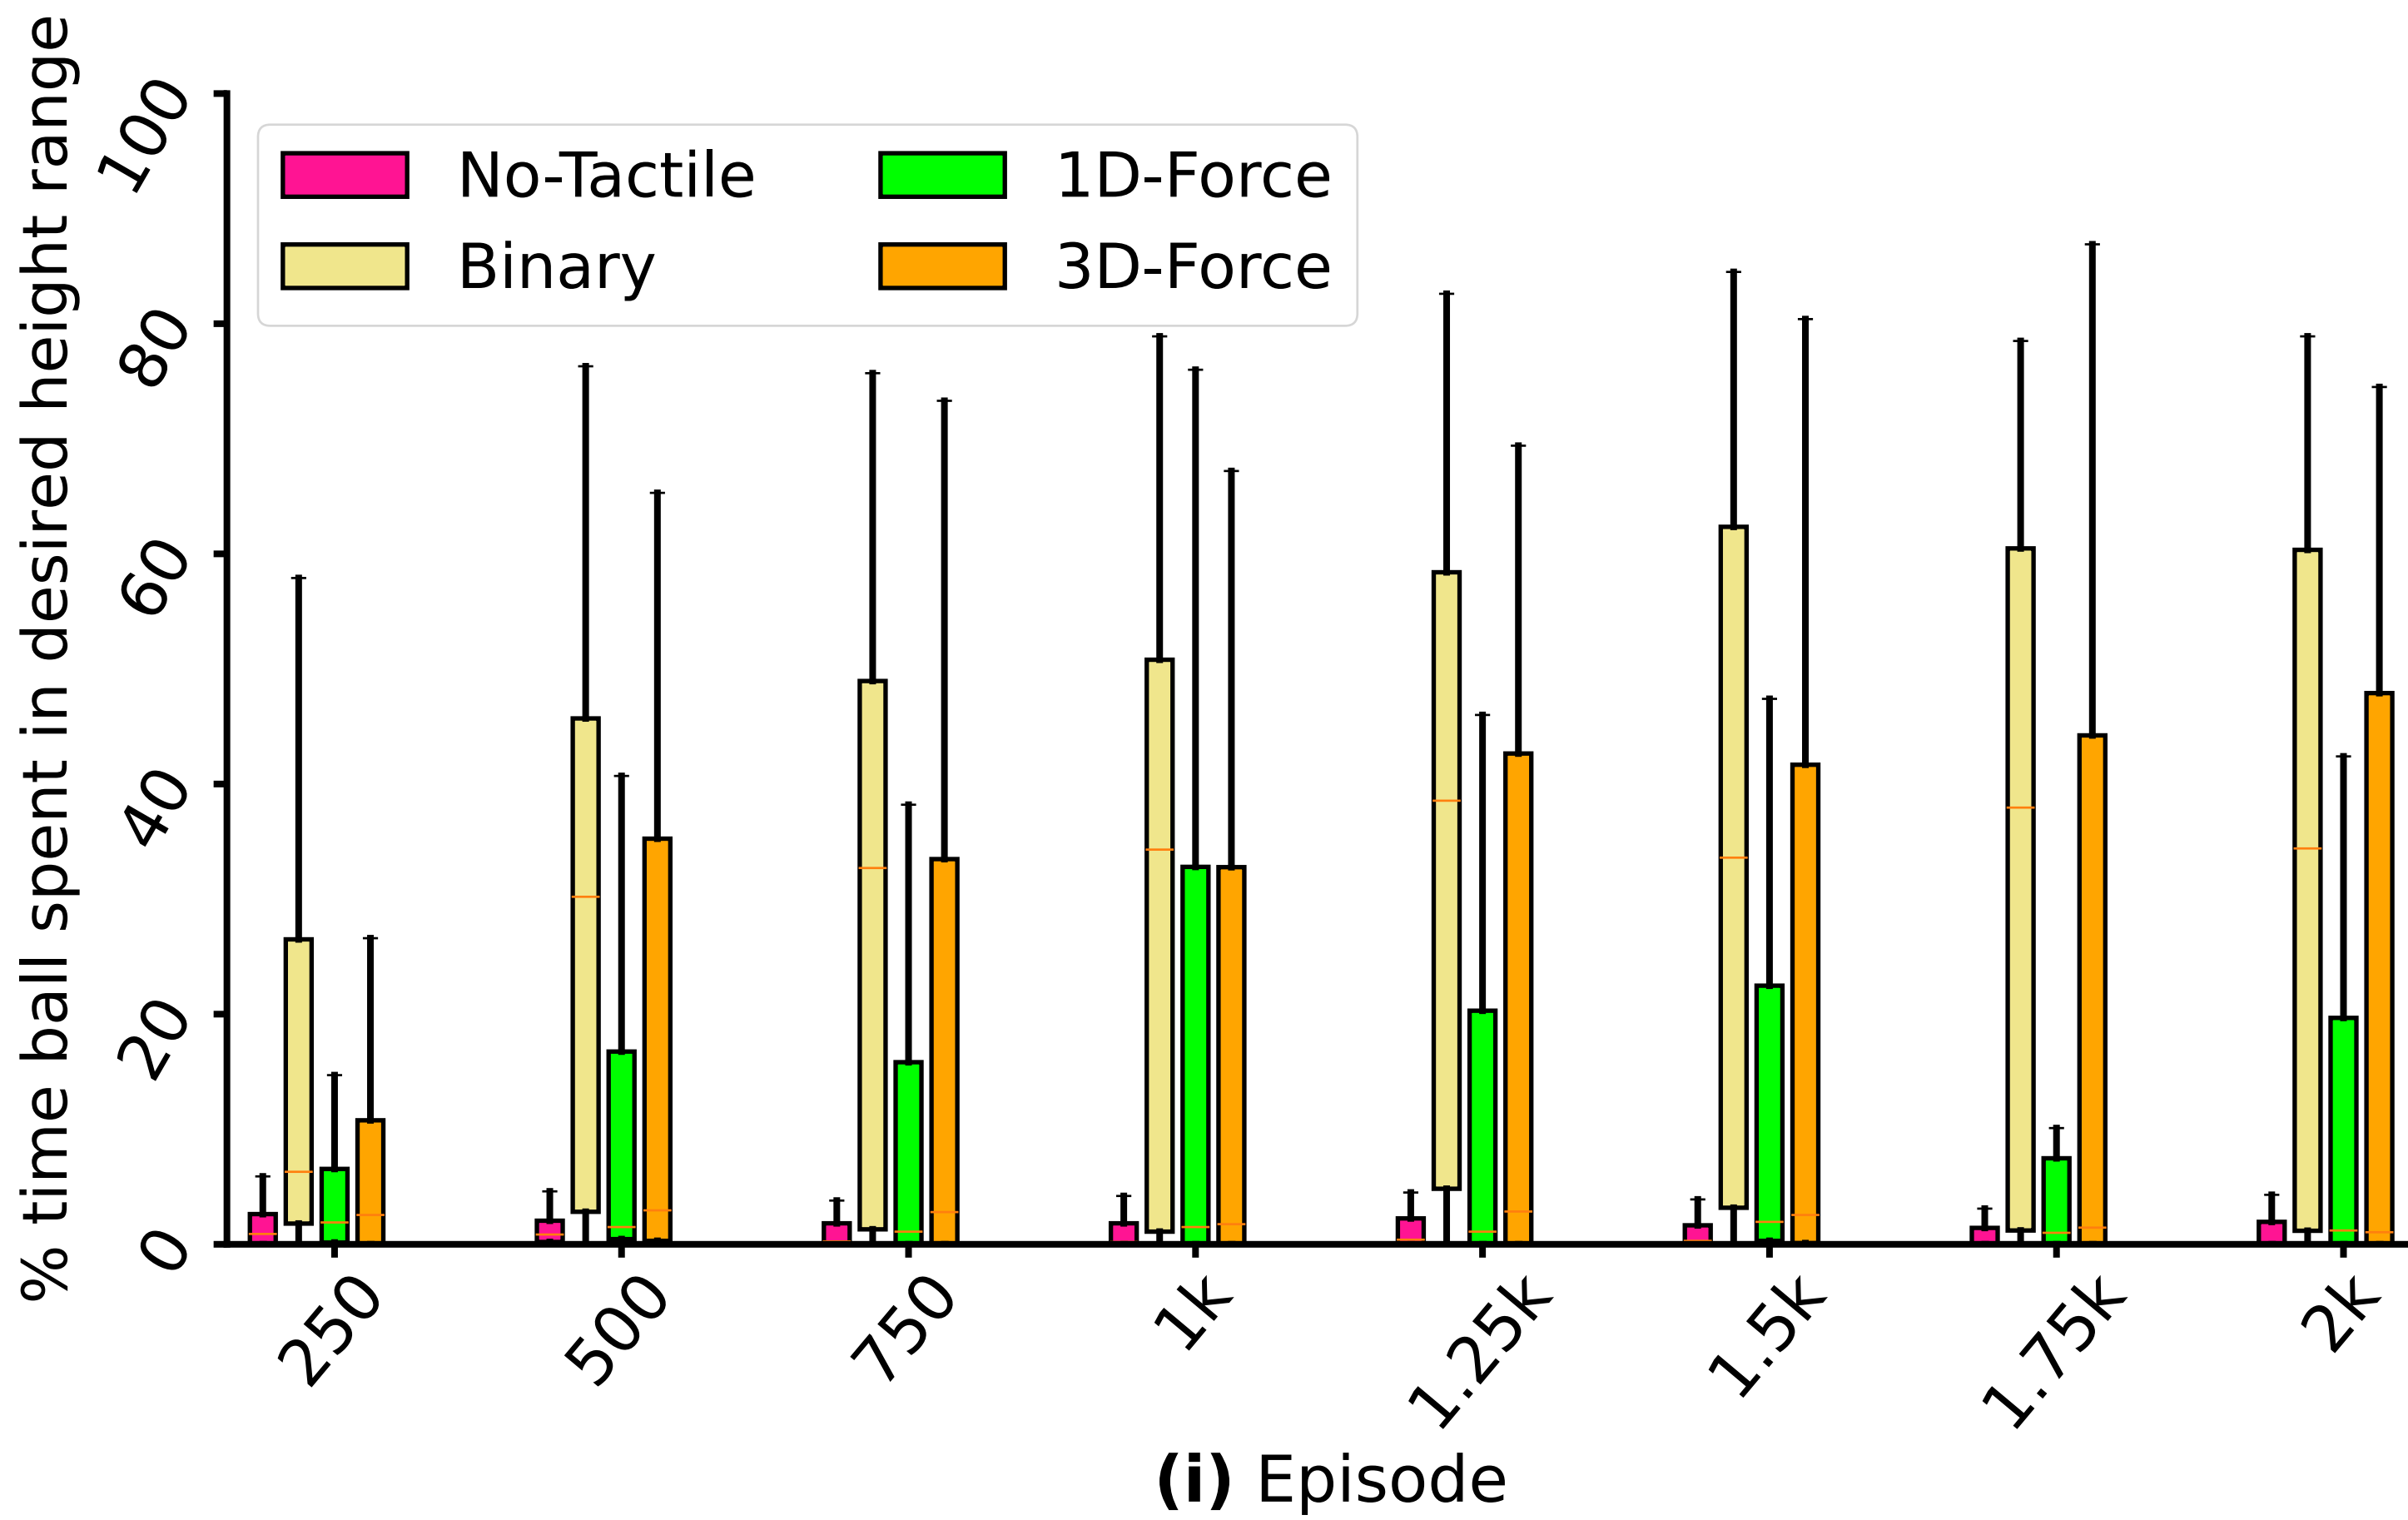 % time ball spent in desired height range
100
80
60
40
20
0
No-Tactile
Binary
1D-Force
3D-Force
250
500
750
1k
1.25k
1.5k
1.75k
2k
(i) Episode